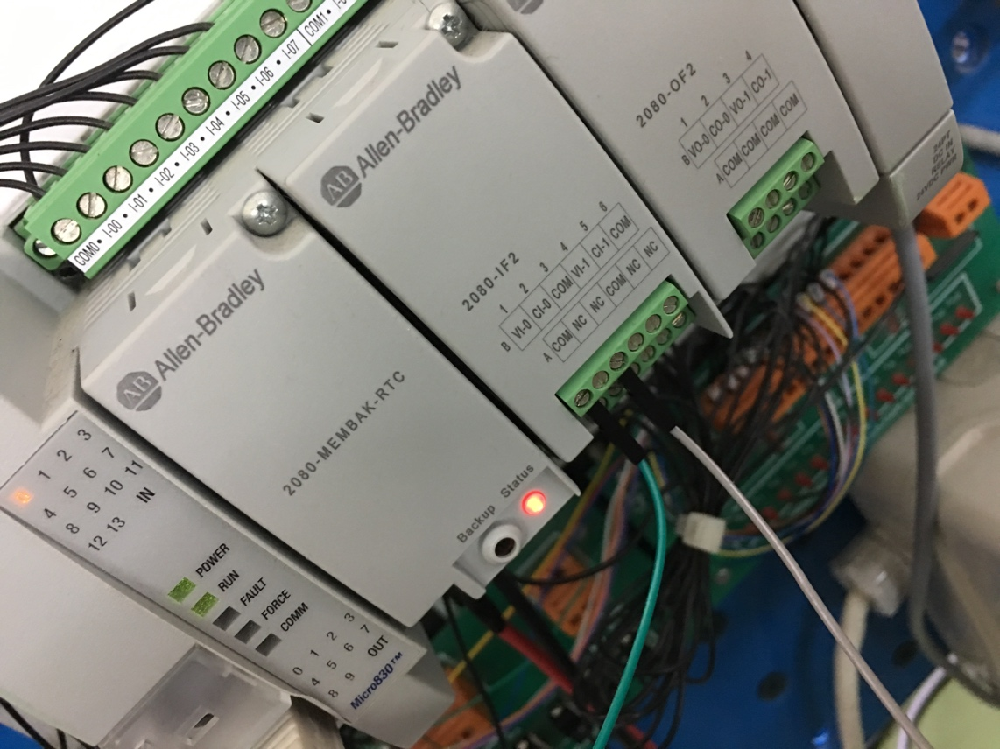 COM0 • I-00 • I-01 • I-02 • I-03 • I-04 • I-05 • I-06 • I-07 | COM1 •
AB Allen-Bradley
2080-MEMBAK-RTC
Backup Status
AB Allen-Bradley
2080-IF2
1 2 3 4 5 6
B VI-0 CI-0 COM VI-1 CI-1 COM
A COM NC NC COM NC NC
2080-OF2
1 2 3 4
B VO-0 CO-0 VO-1 CO-1
A COM COM COM COM
24VDC PWR
1 2 3
4 5 6 7
8 9 10 11
12 13 IN
POWER
RUN
FAULT
FORCE
COMM
0 1 2 3
4 5 6 7
8 9 OUT
Micro830™